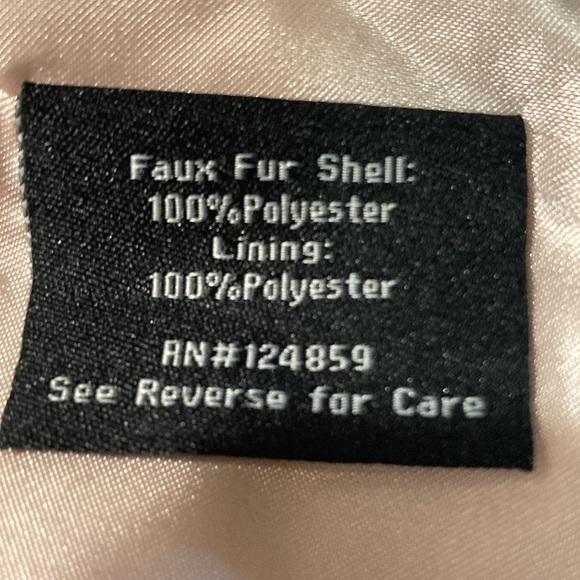 Faux Fur Shell:
100%Polyester
Lining:
100%Polyester
RN#124859
See Reverse for Care